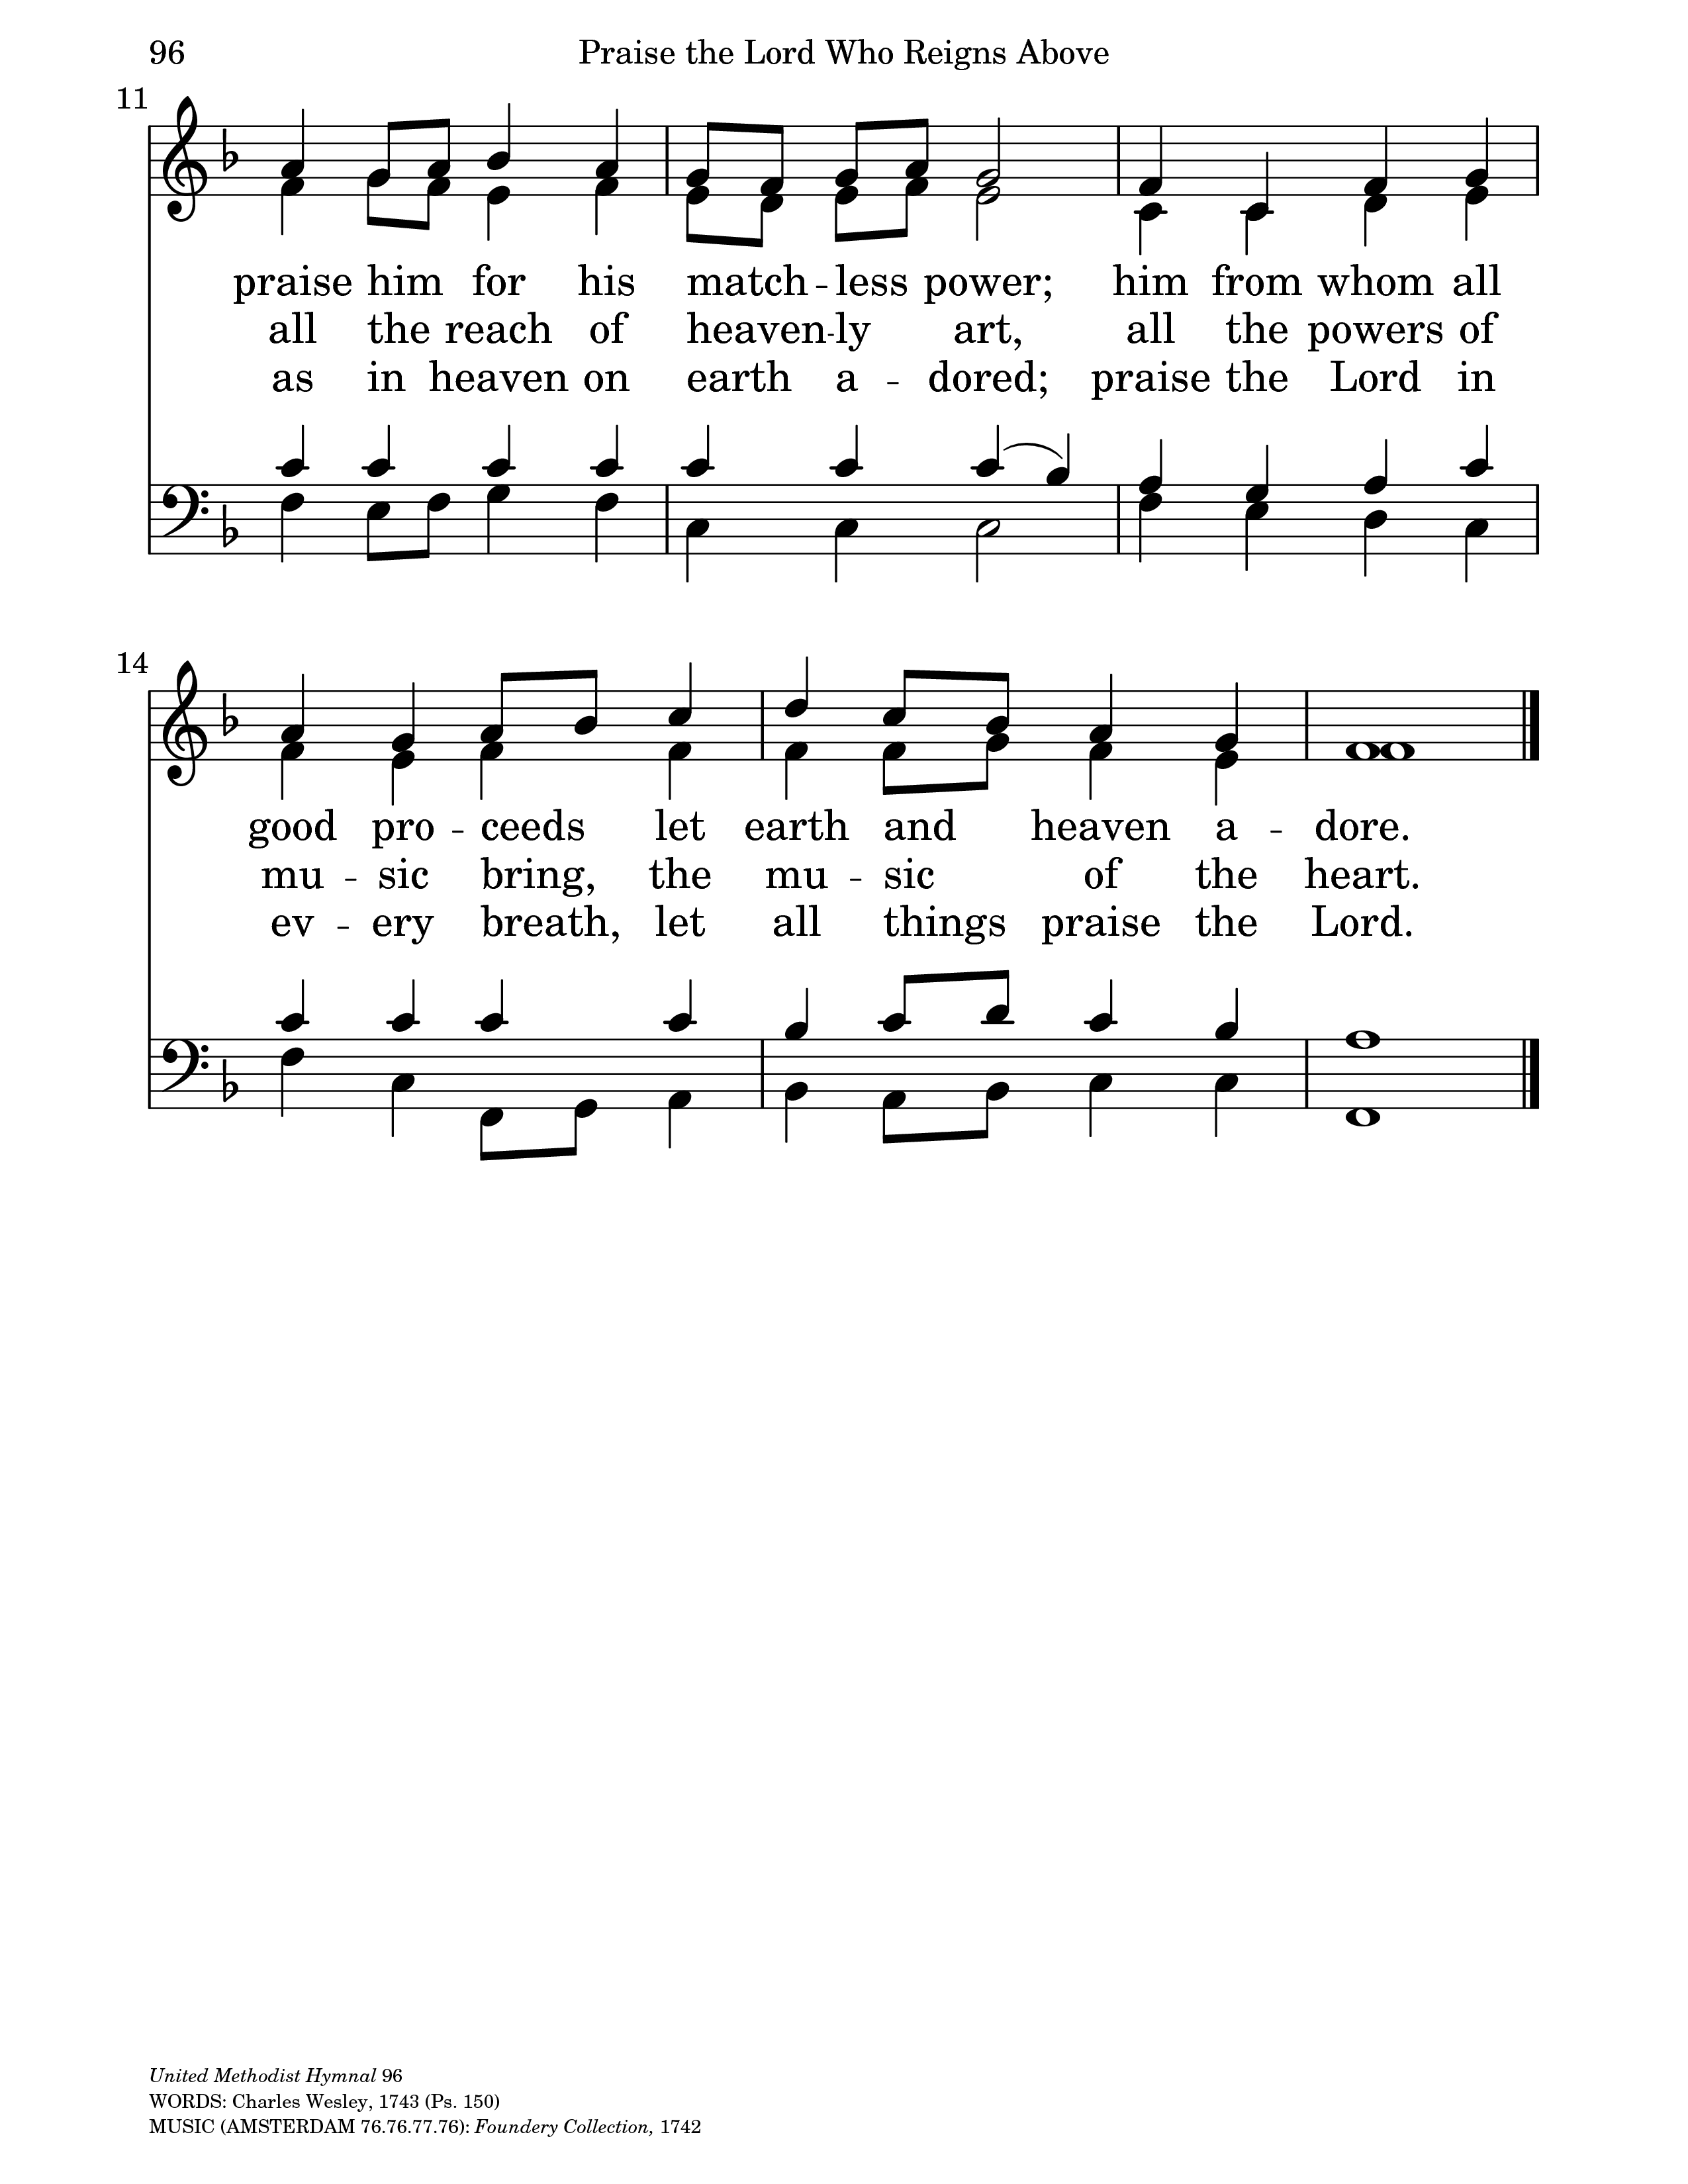 96 Praise the Lord Who Reigns Above
11
praise him for his match -- less power; him from whom all
all the reach of heaven -- ly art, all the powers of
as in heaven on earth a -- dored; praise the Lord in
14
good pro -- ceeds let earth and heaven a -- dore.
mu -- sic bring, the mu -- sic of the heart.
ev -- ery breath, let all things praise the Lord.
United Methodist Hymnal 96
WORDS: Charles Wesley, 1743 (Ps. 150)
MUSIC (AMSTERDAM 76.76.77.76): Foundery Collection, 1742